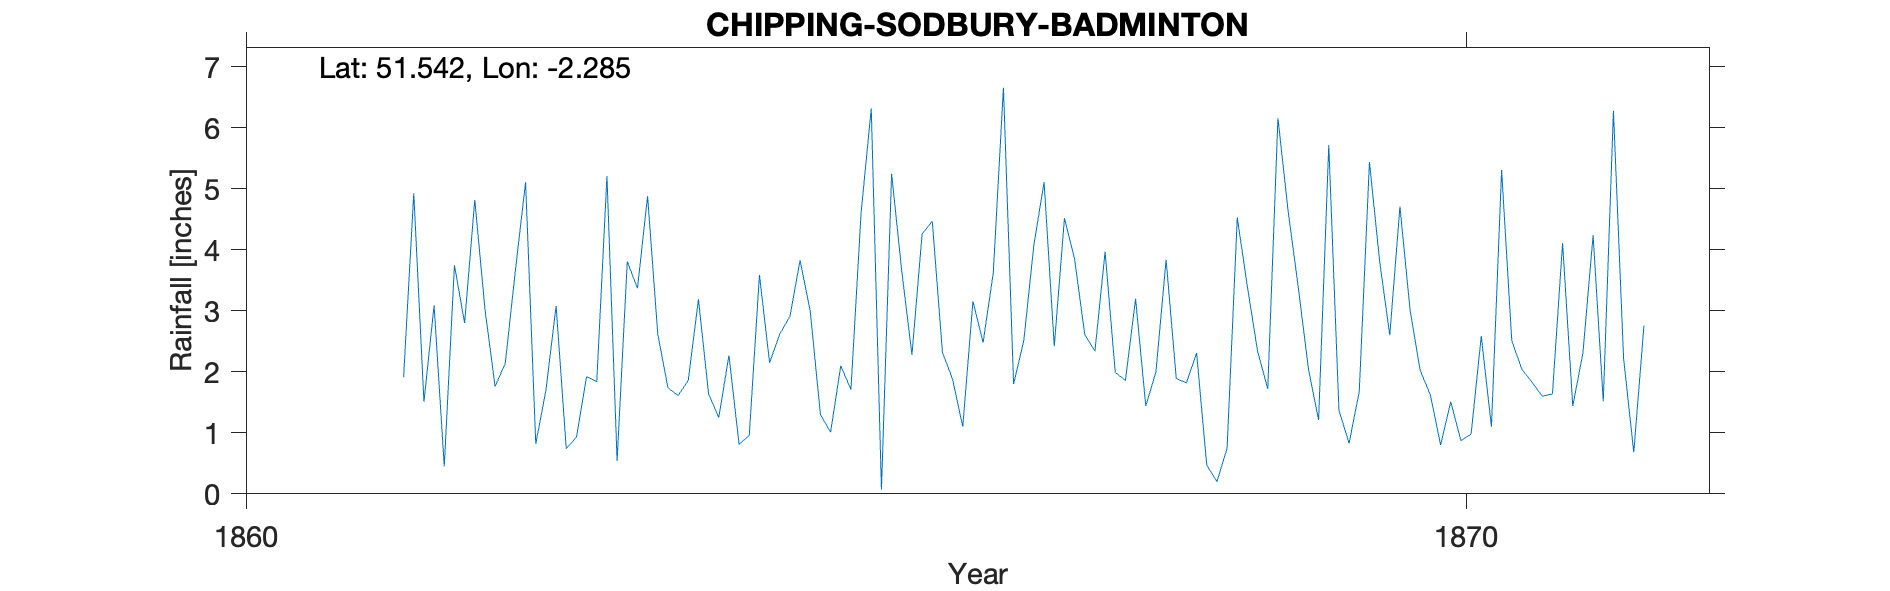 CHIPPING-SODBURY-BADMINTON
Lat: 51.542, Lon: -2.285
7
6
5
4
3
2
1
0
Rainfall [inches]
1860 1870
Year